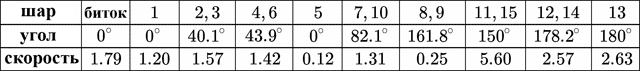 шар биток 1 2, 3 4, 6 5 7, 10 8, 9 11, 15 12, 14 13
угол 0° 0° 40.1° 43.9° 0° 82.1° 161.8° 150° 178.2° 180°
скорость 1.79 1.20 1.57 1.42 0.12 1.31 0.25 5.60 2.57 2.63